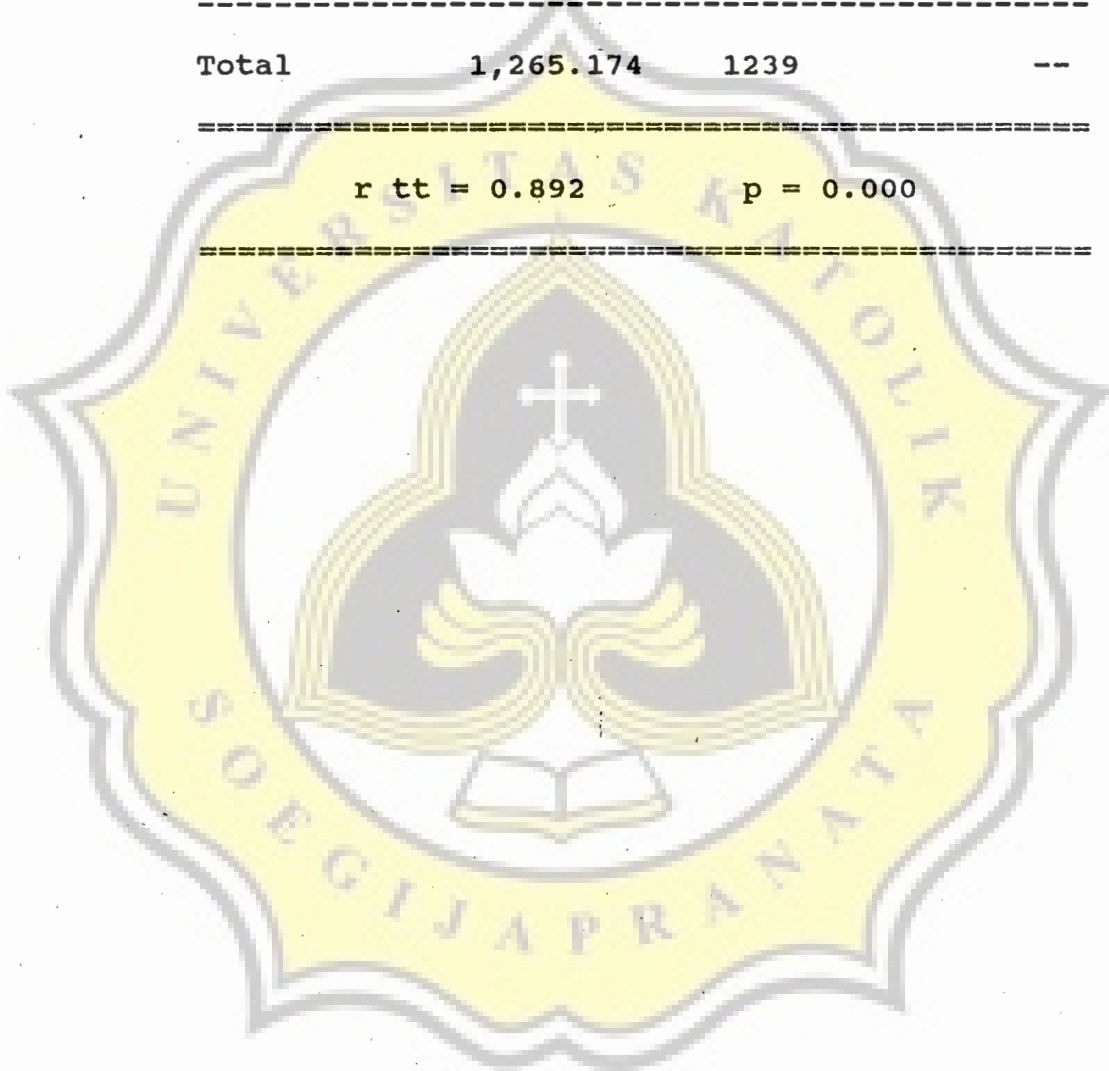 Total 1,265.174 1239 --
r tt = 0.892 p = 0.000
UNIVERSITAS KATOLIK
SOEGIJAPRANATA